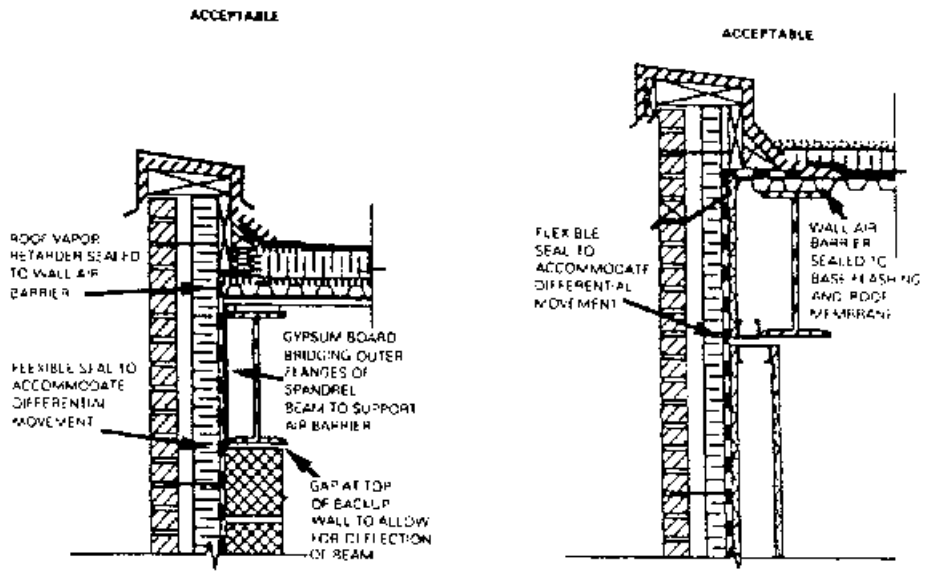 ACCEPTABLE
ROOF VAPOR
RETARDER SEALED
TO WALL AIR
BARRIER
FLEXIBLE SEAL TO
ACCOMMODATE
DIFFERENTIAL
MOVEMENT
GYPSUM BOARD
BRIDGING OUTER
FLANGES OF
SPANDREL
BEAM TO SUPPORT
AIR BARRIER
GAP AT TOP
OF BACKUP
WALL TO ALLOW
FOR DEFLECTION
OF BEAM
ACCEPTABLE
FLEXIBLE
SEAL TO
ACCOMMODATE
DIFFERENTIAL
MOVEMENT
WALL AIR
BARRIER
SEALED TO
BASE FLASHING
AND ROOF
MEMBRANE